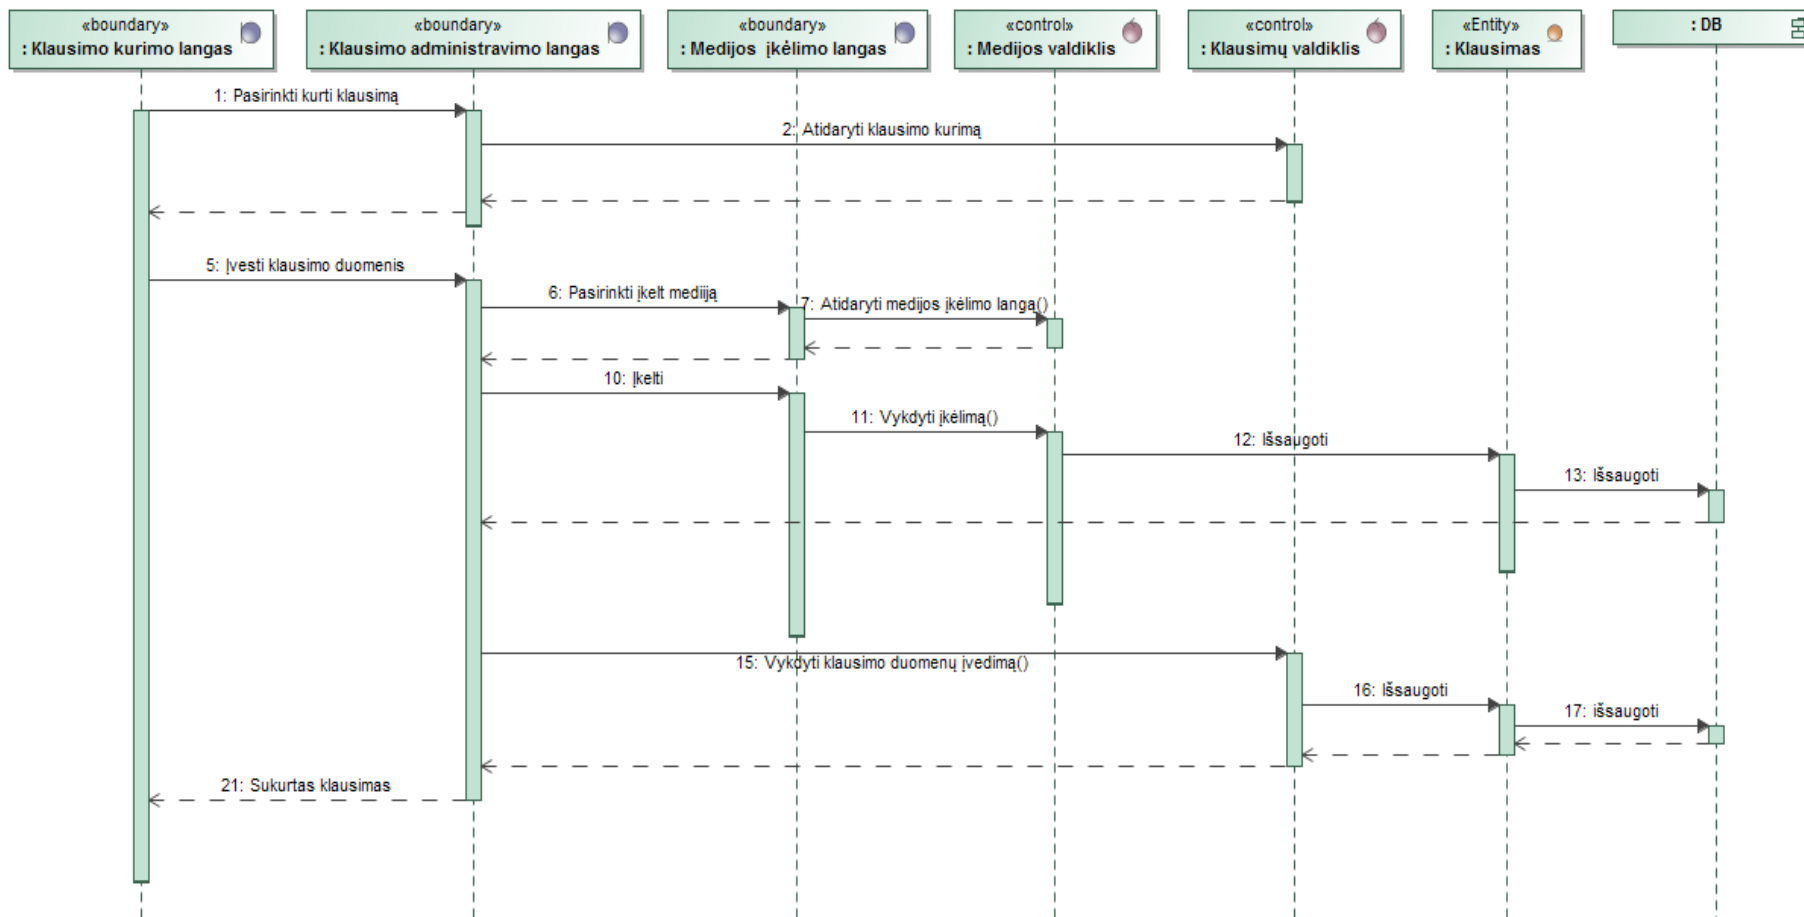 «boundary»
: Klausimo kurimo langas
«boundary»
: Klausimo administravimo langas
«boundary»
: Medijos įkėlimo langas
«control»
: Medijos valdiklis
«control»
: Klausimų valdiklis
«Entity»
: Klausimas
: DB
1: Pasirinkti kurti klausimą
2: Atidaryti klausimo kurimą
5: Įvesti klausimo duomenis
6: Pasirinkti įkelt mediiją
7: Atidaryti medijos įkėlimo langą()
10: Įkelti
11: Vykdyti įkėlimą()
12: Išsaugoti
13: Išsaugoti
15: Vykdyti klausimo duomenų įvedimą()
16: Išsaugoti
17: išsaugoti
21: Sukurtas klausimas